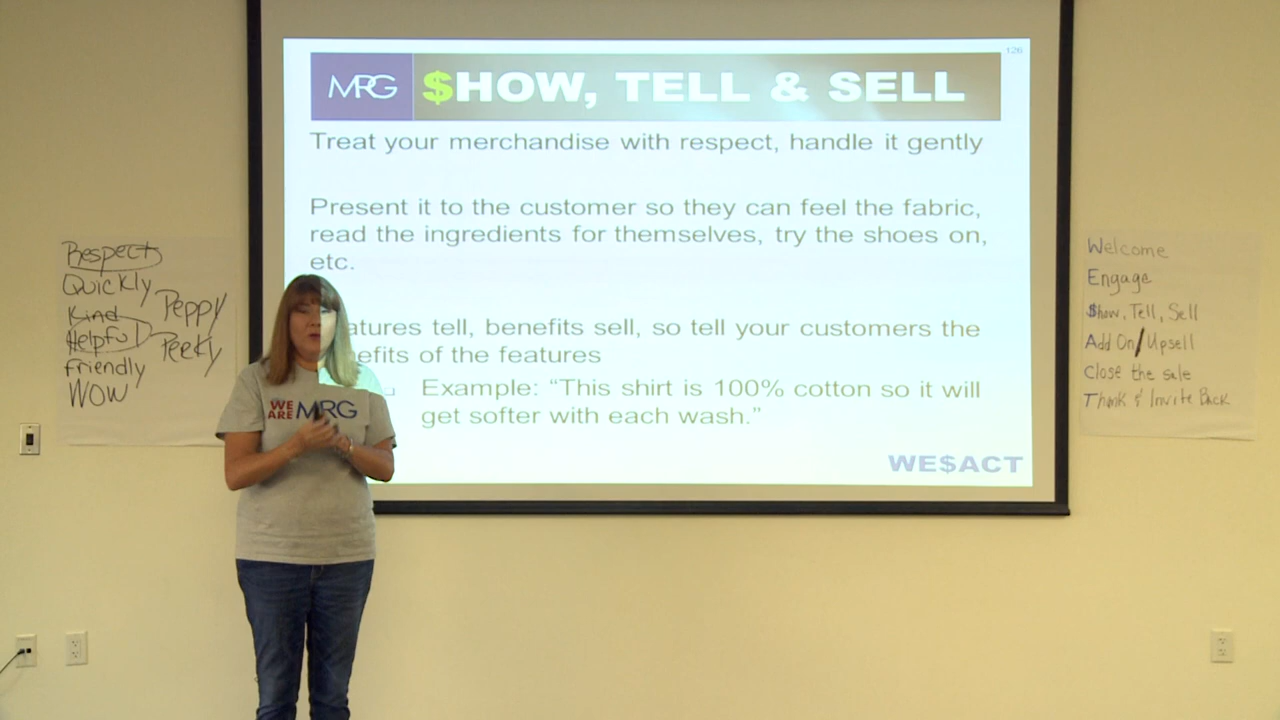 126
MRG $HOW, TELL & SELL
Treat your merchandise with respect, handle it gently
Present it to the customer so they can feel the fabric,
read the ingredients for themselves, try the shoes on,
etc.
atures tell, benefits sell, so tell your customers the
efits of the features
Example: “This shirt is 100% cotton so it will
get softer with each wash.”
WE$ACT
Respect
Quickly
Kind
Helpful
friendly
WOW
Peppy
Perky
WE ARE MRG
Welcome
Engage
$how, Tell, Sell
Add On/Upsell
Close the sale
Thank & Invite Back